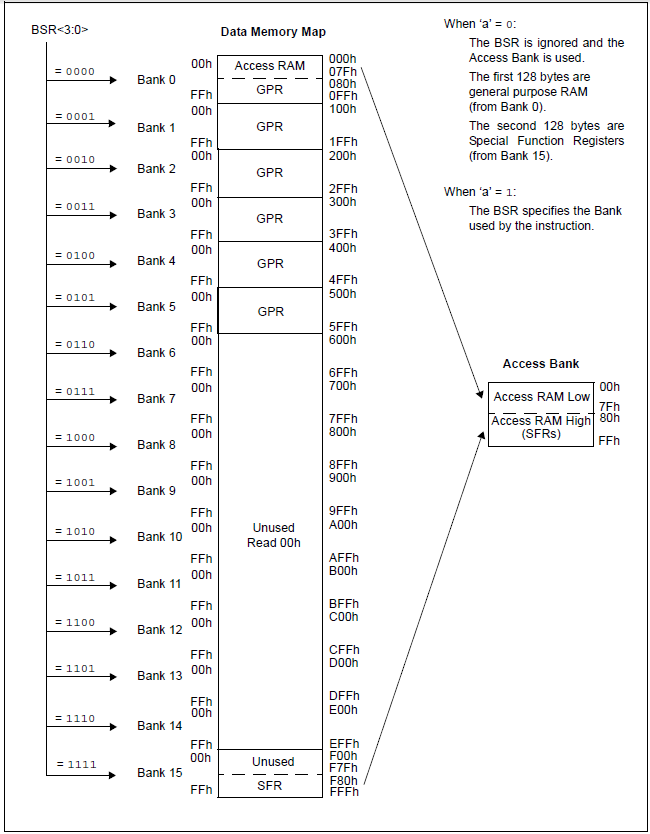 BSR<3:0>
Data Memory Map
When ‘a’ = 0:
The BSR is ignored and the
Access Bank is used.
The first 128 bytes are
general purpose RAM
(from Bank 0).
The second 128 bytes are
Special Function Registers
(from Bank 15).
When ‘a’ = 1:
The BSR specifies the Bank
used by the instruction.
= 0000
Bank 0
00h
Access RAM
000h
07Fh
GPR
080h
FFh
0FFh
= 0001
Bank 1
00h
GPR
100h
FFh
1FFh
= 0010
Bank 2
00h
GPR
200h
FFh
2FFh
= 0011
Bank 3
00h
GPR
300h
FFh
3FFh
= 0100
Bank 4
00h
GPR
400h
FFh
4FFh
= 0101
Bank 5
00h
GPR
500h
FFh
5FFh
= 0110
Bank 6
00h
600h
FFh
6FFh
= 0111
Bank 7
00h
700h
FFh
7FFh
= 1000
Bank 8
00h
800h
FFh
8FFh
= 1001
Bank 9
00h
900h
FFh
9FFh
= 1010
Bank 10
00h
Unused
Read 00h
A00h
FFh
AFFh
= 1011
Bank 11
00h
B00h
FFh
BFFh
= 1100
Bank 12
00h
C00h
FFh
CFFh
= 1101
Bank 13
00h
D00h
FFh
DFFh
= 1110
Bank 14
00h
E00h
FFh
EFFh
= 1111
Bank 15
00h
Unused
F00h
F7Fh
SFR
F80h
FFh
FFFh
Access Bank
Access RAM Low
00h
7Fh
Access RAM High
(SFRs)
80h
FFh